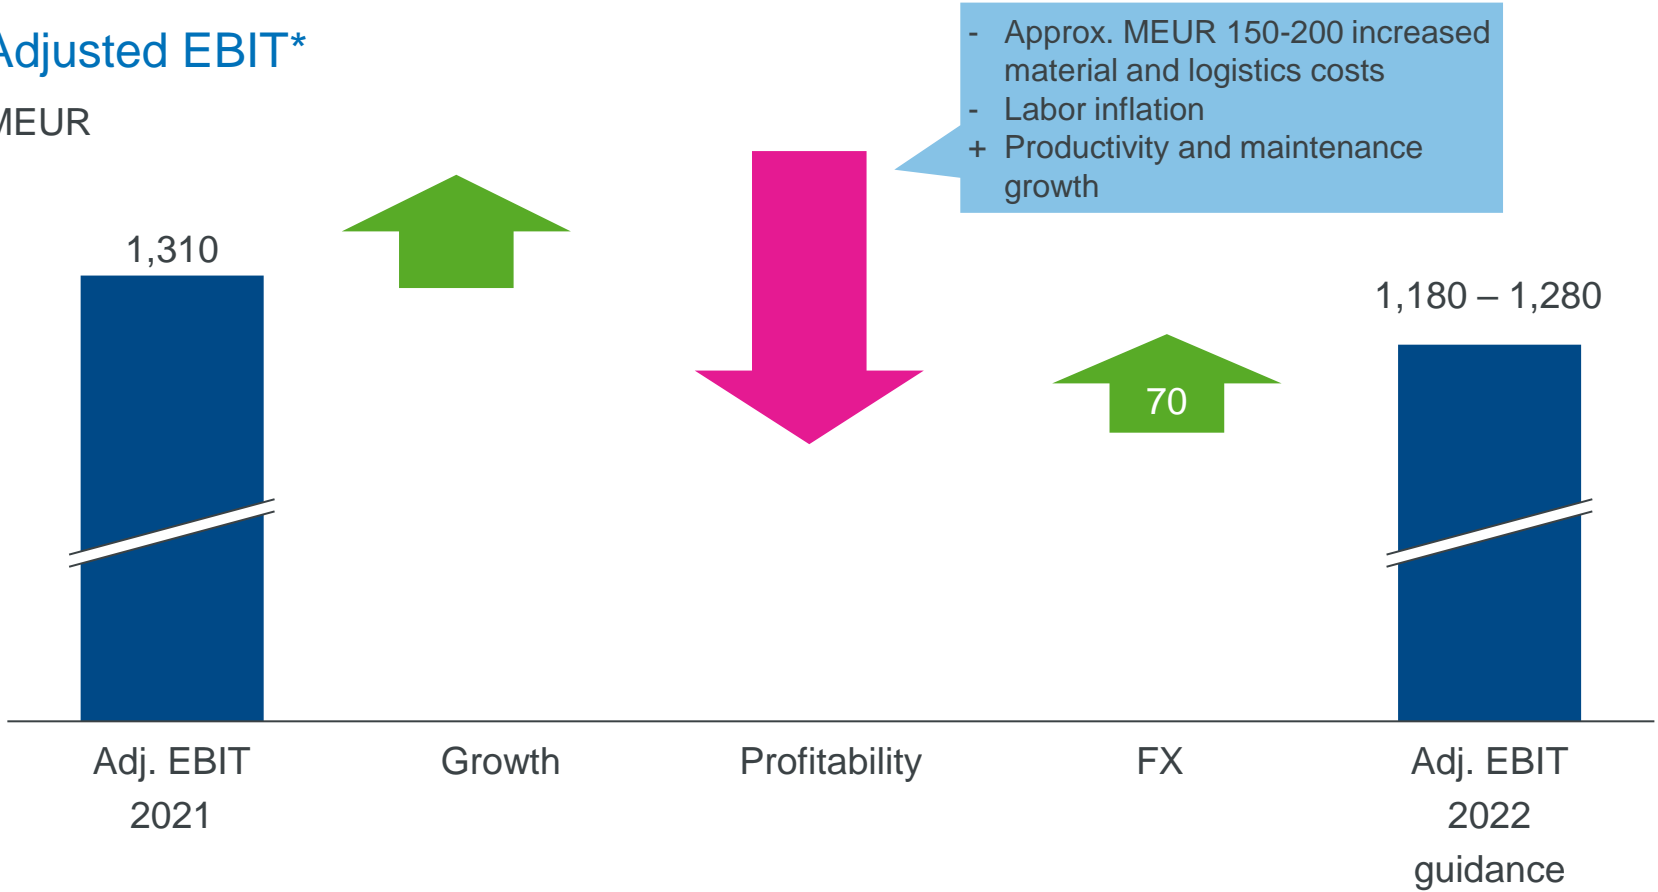 Adjusted EBIT*
MEUR
- Approx. MEUR 150-200 increased
material and logistics costs
- Labor inflation
+ Productivity and maintenance
growth
1,310
70
1,180 – 1,280
Adj. EBIT
2021
Growth
Profitability
FX
Adj. EBIT
2022
guidance